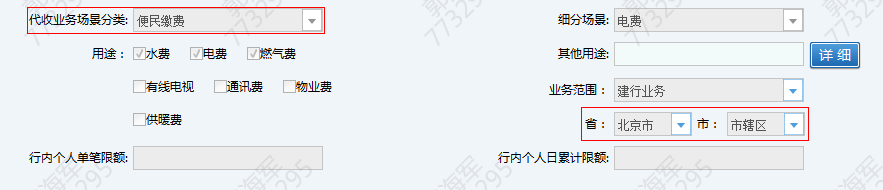 代收业务场景分类: 便民缴费 细分场景: 电费
用途： 水费 电费 燃气费 其他用途: 详 细
有线电视 通讯费 物业费 业务范围： 建行业务
供暖费 省： 北京市 市： 市辖区
行内个人单笔限额: 行内个人日累计限额: